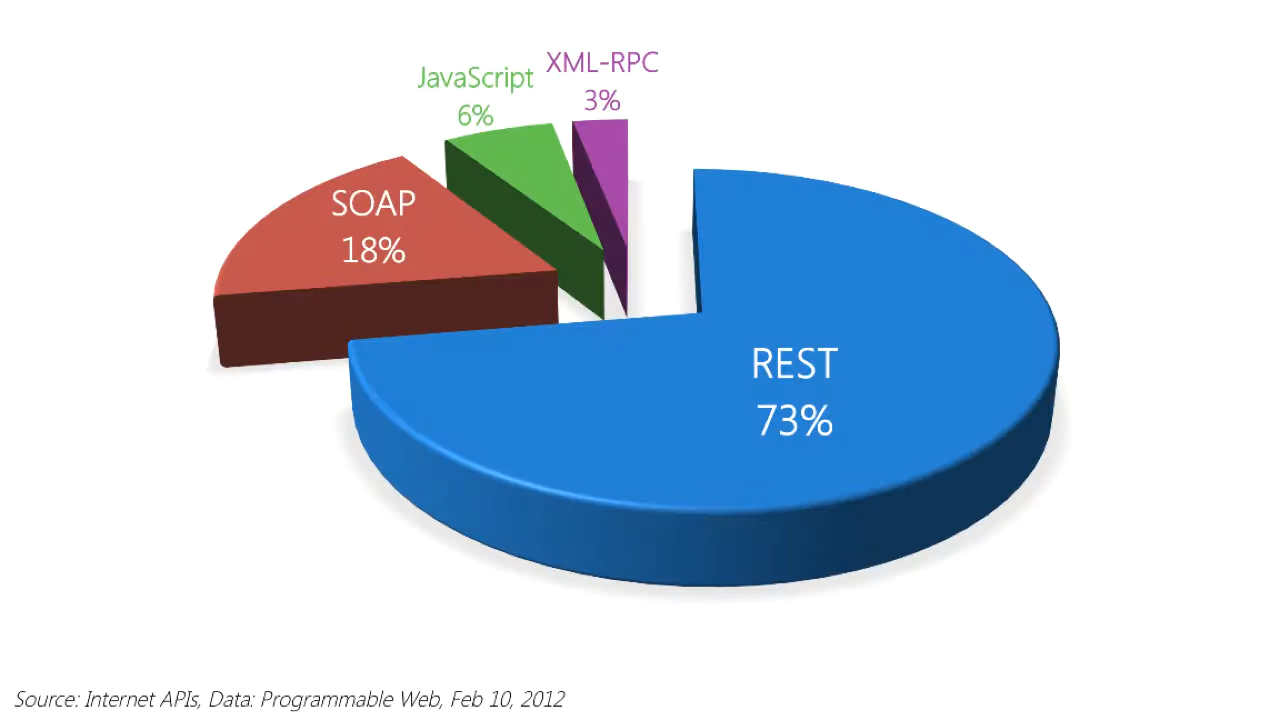 XML-RPC
3%
JavaScript
6%
SOAP
18%
REST
73%
Source: Internet APIs, Data: Programmable Web, Feb 10, 2012